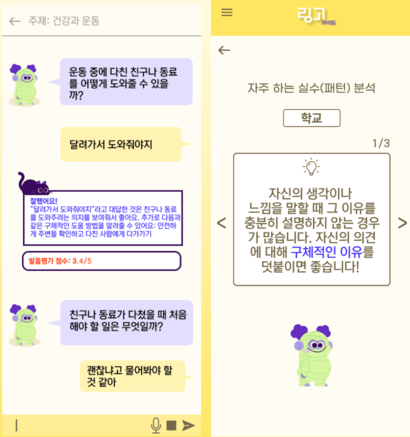 주제: 건강과 운동
운동 중에 다친 친구나 동료
를 어떻게 도와줄 수 있을
까?
달려가서 도와줘야지
잘했어요!
"달려가서 도와줘야지"라고 대답한 것은 친구나 동료
를 도와주려는 의지를 보여줘서 좋아요. 추가로 다음과
같은 구체적인 도움 방법을 알려줄 수 있어요: 안전하
게 주변을 확인하고 다친 사람에게 다가가기
발음평가 점수: 3.4/5
친구나 동료가 다쳤을 때 처음
해야 할 일은 무엇일까?
괜찮냐고 물어봐야 할
것 같아
링고
자주 하는 실수(패턴) 분석
학교
1/3
자신의 생각이나
느낌을 말할 때 그 이유를
충분히 설명하지 않는 경우
가 많습니다. 자신의 의견
에 대해 구체적인 이유를
덧붙이면 좋습니다!